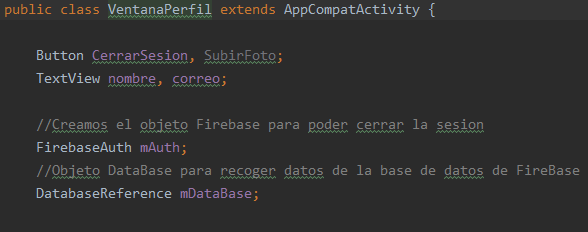 public class VentanaPerfil extends AppCompatActivity {
Button CerrarSesion, SubirFoto;
TextView nombre, correo;
//Creamos el objeto Firebase para poder cerrar la sesion
FirebaseAuth mAuth;
//Objeto DataBase para recoger datos de la base de datos de FireBase
DatabaseReference mDataBase;